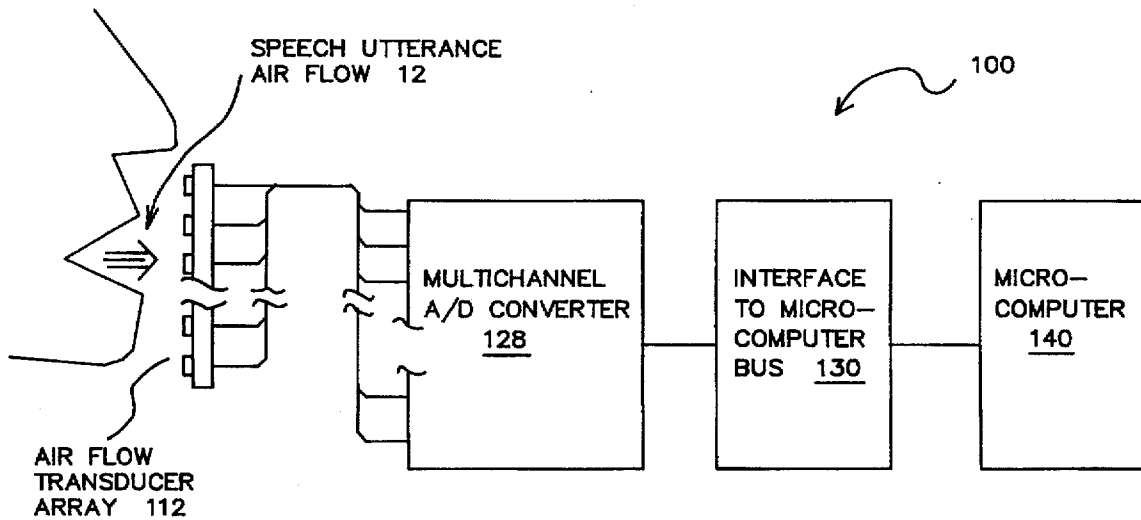 SPEECH UTTERANCE
AIR FLOW 12
100
MULTICHANNEL
A/D CONVERTER
128
INTERFACE
TO MICRO-
COMPUTER
BUS 130
MICRO-
COMPUTER
140
AIR FLOW
TRANSDUCER
ARRAY 112